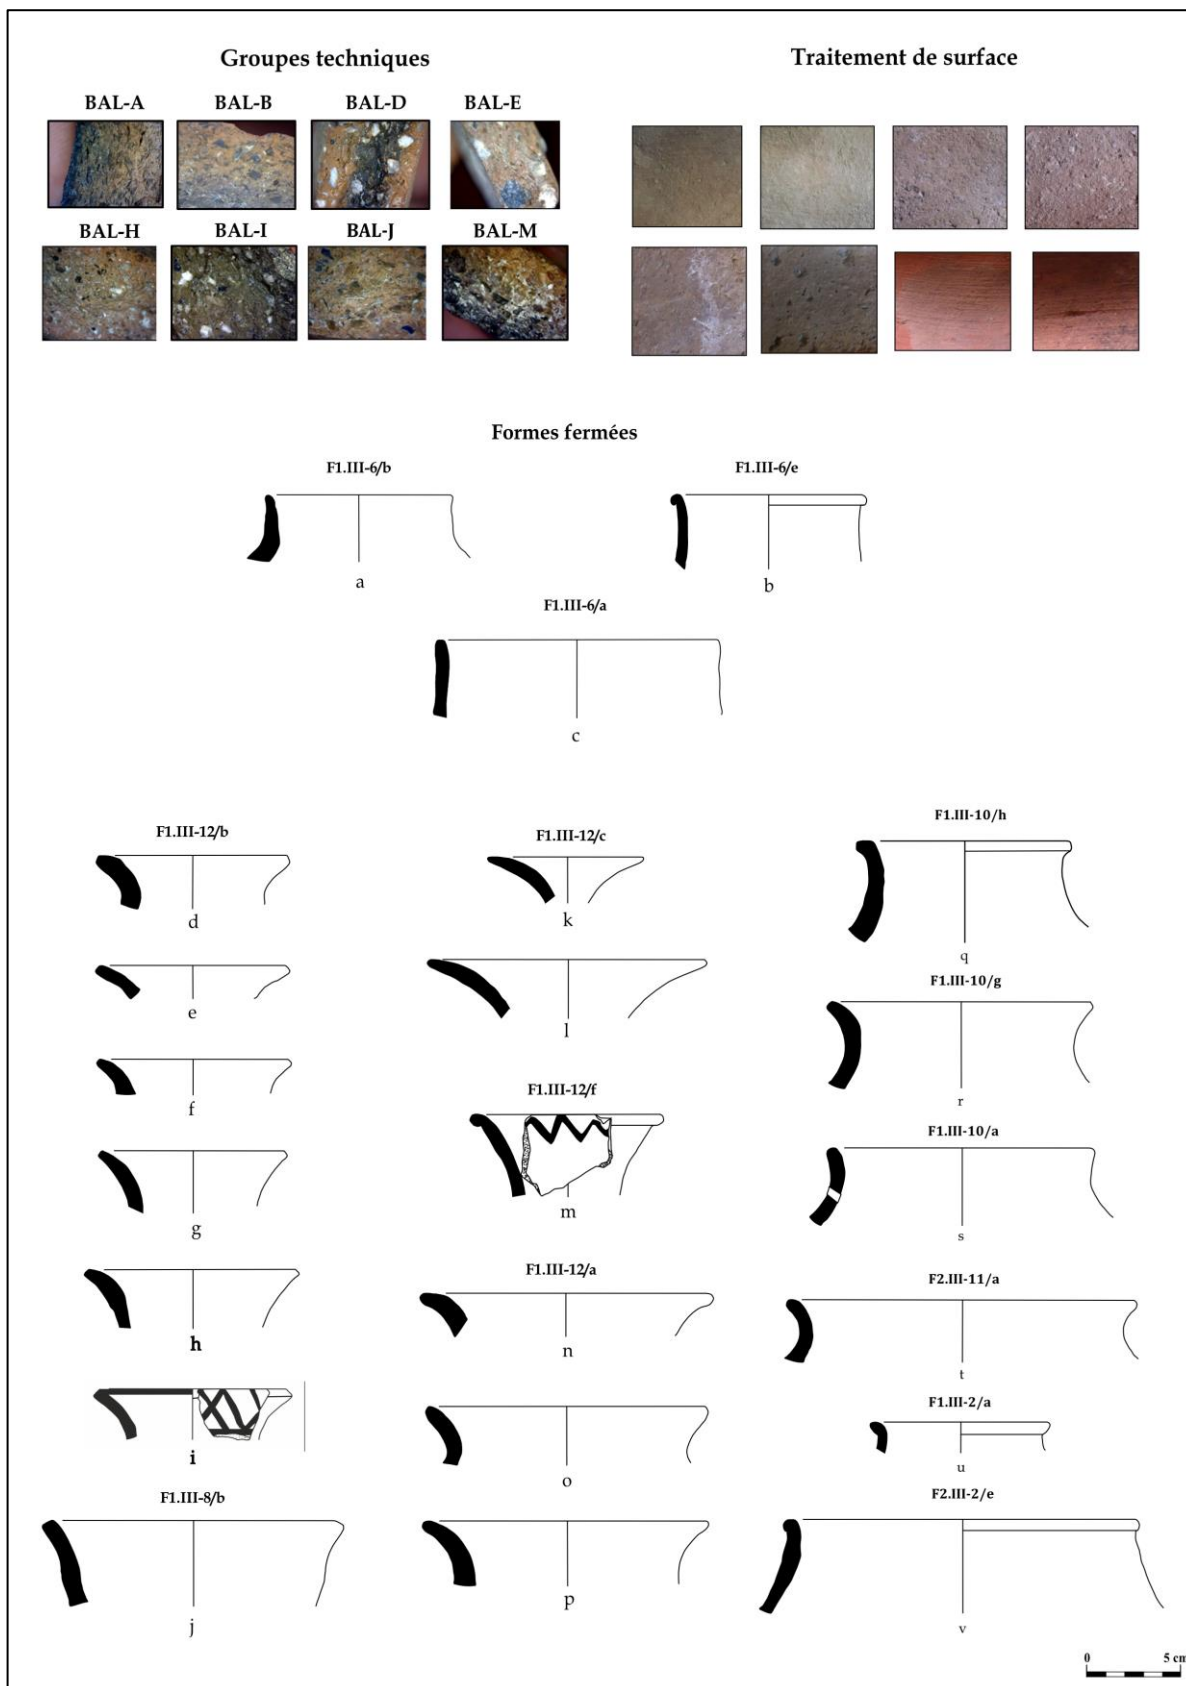 Groupes techniques
Traitement de surface
BAL-A BAL-B BAL-D BAL-E
BAL-H BAL-I BAL-J BAL-M
Formes fermées
F1.III-6/b
a
F1.III-6/e
b
F1.III-6/a
c
F1.III-12/b
d
e
f
g
h
i
F1.III-8/b
j
F1.III-12/c
k
l
F1.III-12/f
m
F1.III-12/a
n
o
p
F1.III-10/h
q
F1.III-10/g
r
F1.III-10/a
s
F2.III-11/a
t
F1.III-2/a
u
F2.III-2/e
v
0 5 cm